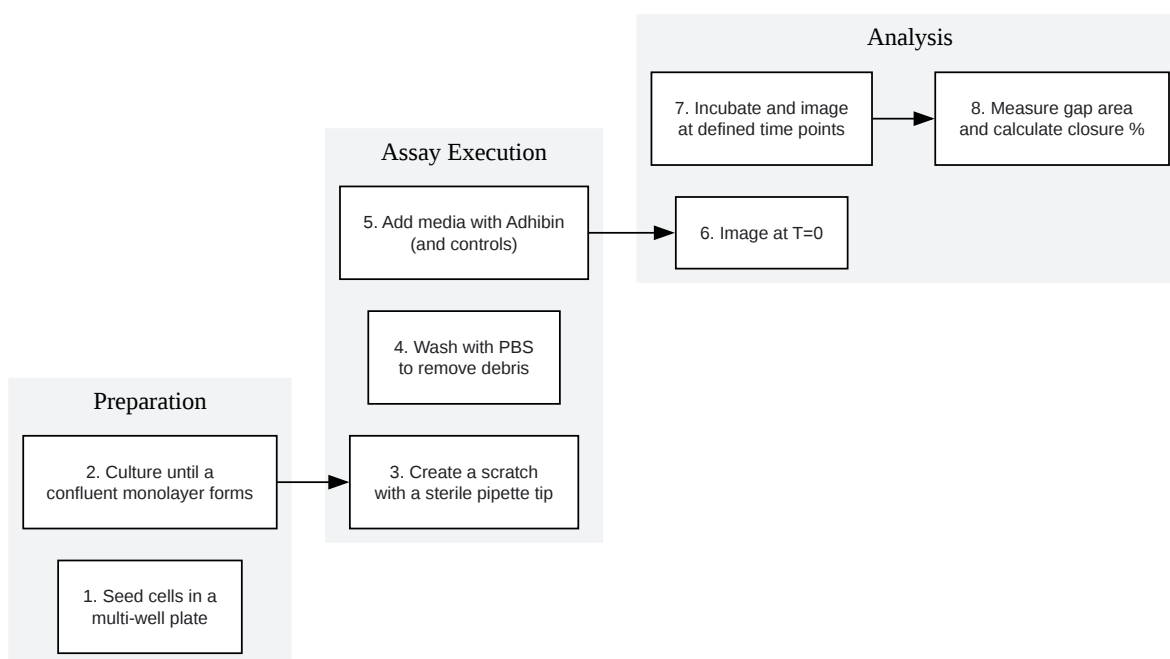 Analysis
7. Incubate and image
at defined time points
8. Measure gap area
and calculate closure %
6. Image at T=0
Assay Execution
5. Add media with Adhibin
(and controls)
4. Wash with PBS
to remove debris
3. Create a scratch
with a sterile pipette tip
Preparation
2. Culture until a
confluent monolayer forms
1. Seed cells in a
multi-well plate